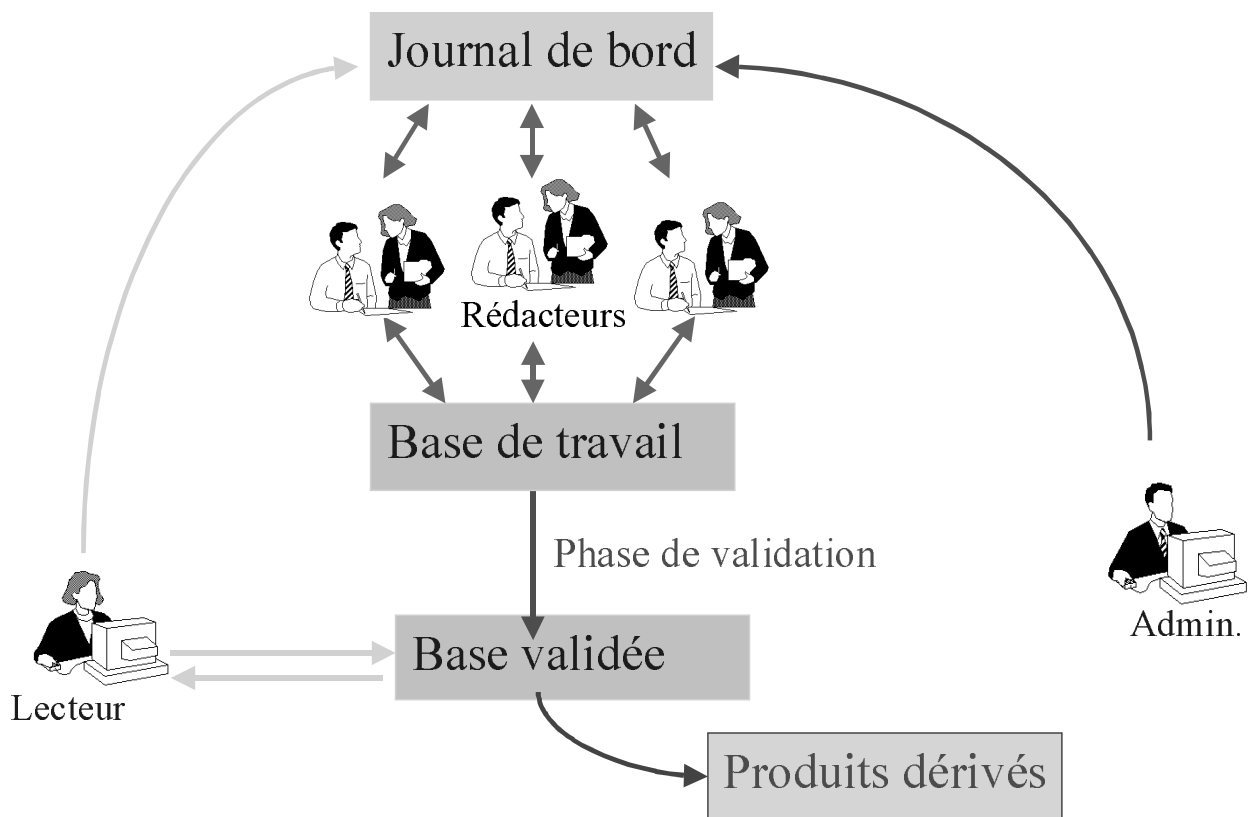 Journal de bord
Rédacteurs
Base de travail
Phase de validation
Admin.
Base validée
Lecteur
Produits dérivés